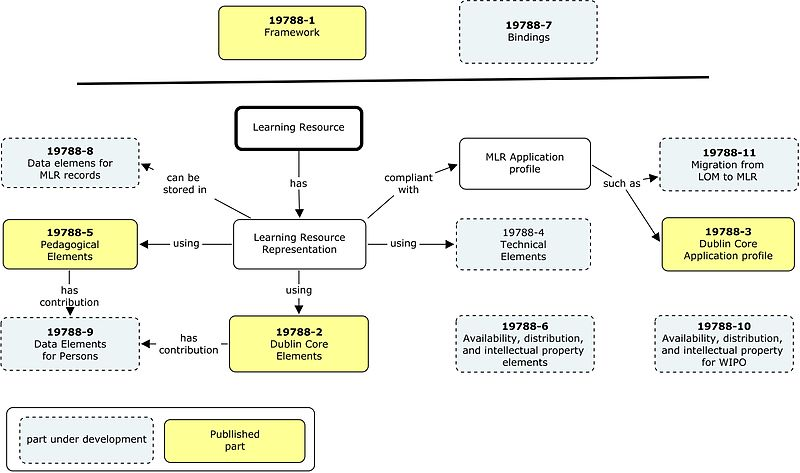 19788-1
Framework
19788-7
Bindings
Learning Resource
19788-8
Data elemens for
MLR records
can be
stored in
has
compliant
with
MLR Application
profile
such as
19788-11
Migration from
LOM to MLR
19788-5
Pedagogical
Elements
using
Learning Resource
Representation
using
19788-4
Technical
Elements
19788-3
Dublin Core
Application profile
has
contribution
using
19788-9
Data Elements
for Persons
has
contribution
19788-2
Dublin Core
Elements
19788-6
Availability, distribution,
and intellectual property
elements
19788-10
Availability, distribution,
and intellectual property
for WIPO
part under development
Publlished
part